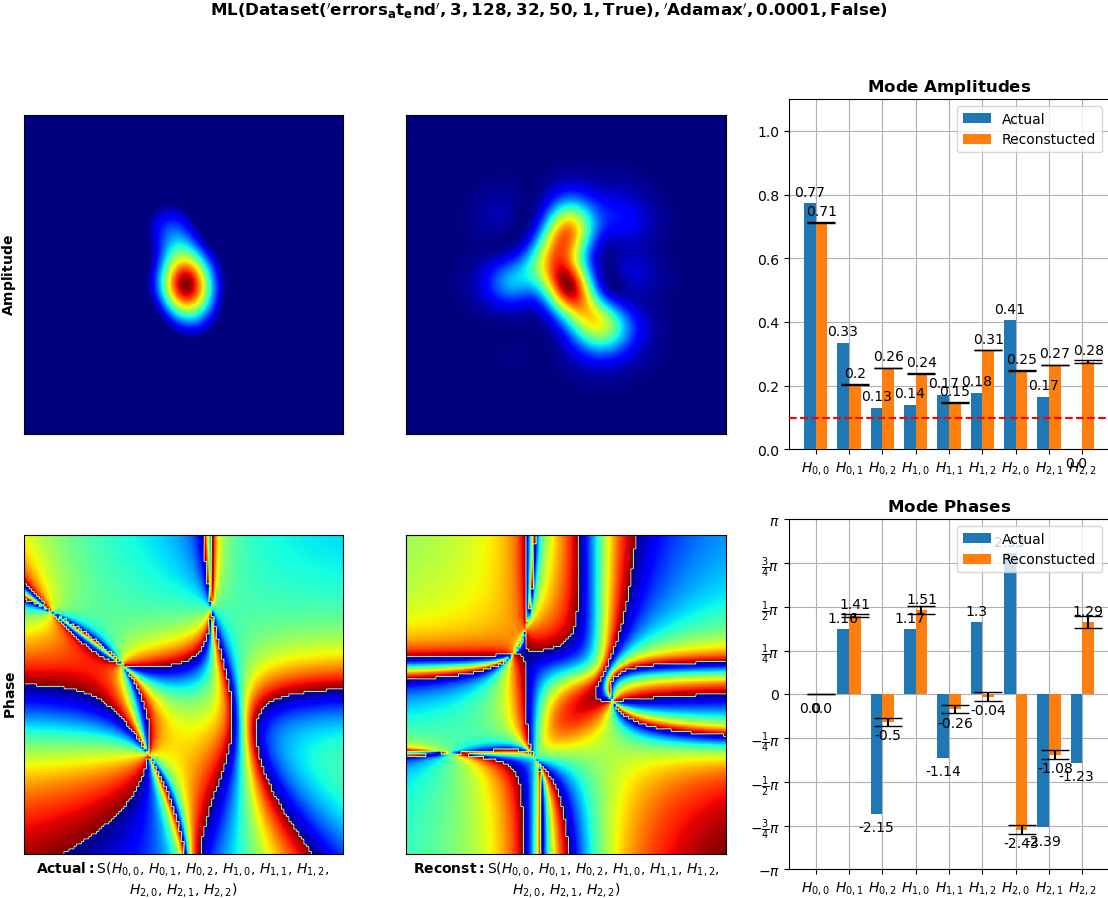 ML(Dataset('errors_at_end', 3, 128, 32, 50, 1, True), 'Adamax', 0.0001, False)
Amplitude
Mode Amplitudes
Actual
Reconstucted
1.0
0.8
0.6
0.4
0.2
0.0
0.77
0.71
0.33
0.2
0.13
0.26
0.14
0.24
0.17
0.15
0.18
0.31
0.41
0.25
0.17
0.27
0.0
0.28
H0,0 H0,1 H0,2 H1,0 H1,1 H1,2 H2,0 H2,1 H2,2
Phase
Actual: S(H0,0, H0,1, H0,2, H1,0, H1,1, H1,2,
H2,0, H2,1, H2,2)
Reconst: S(H0,0, H0,1, H0,2, H1,0, H1,1, H1,2,
H2,0, H2,1, H2,2)
Mode Phases
Actual
Reconstucted
π
3/4π
1/2π
1/4π
0
−1/4π
−1/2π
−3/4π
−π
0.0
0.0
1.16
1.41
-2.15
-0.5
1.17
1.51
-1.14
-0.26
1.3
-0.04
-2.42
-2.39
-1.08
-1.23
1.29
H0,0 H0,1 H0,2 H1,0 H1,1 H1,2 H2,0 H2,1 H2,2